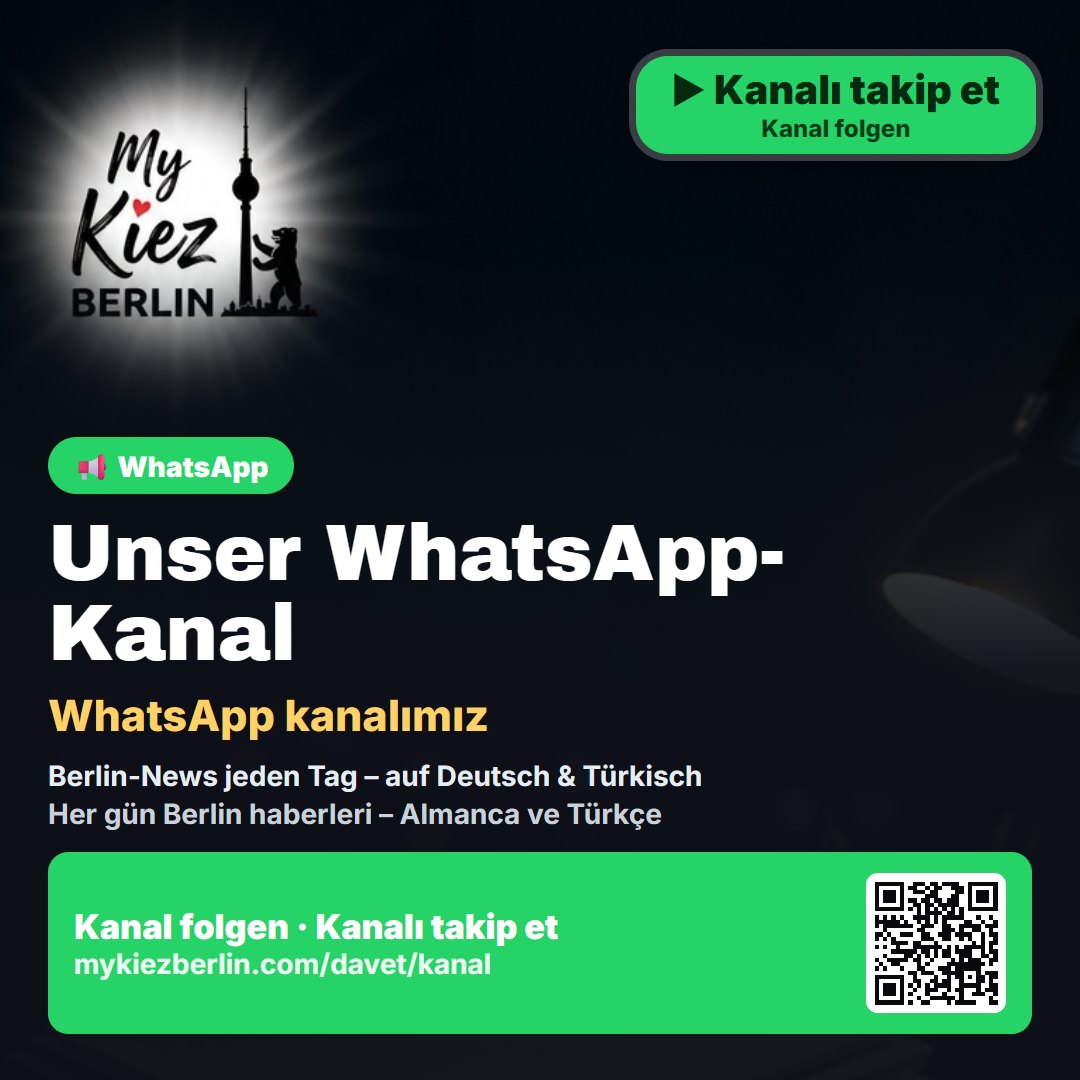 My
Kiez
BERLIN
▶ Kanalı takip et
Kanal folgen
📢 WhatsApp
Unser WhatsApp-
Kanal
WhatsApp kanalımız
Berlin-News jeden Tag – auf Deutsch & Türkisch
Her gün Berlin haberleri – Almanca ve Türkçe
Kanal folgen · Kanalı takip et
mykiezberlin.com/davet/kanal